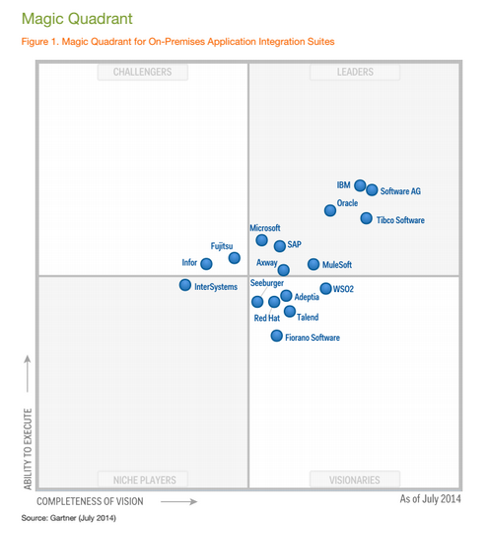 Magic Quadrant
Figure 1. Magic Quadrant for On-Premises Application Integration Suites
CHALLENGERS
LEADERS
IBM
Software AG
Oracle
Tibco Software
Microsoft
SAP
Fujitsu
Infor
Axway
MuleSoft
InterSystems
Seeburger
WSO2
Adeptia
Red Hat
Talend
Fiorano Software
ABILITY TO EXECUTE
NICHE PLAYERS
VISIONARIES
COMPLETENESS OF VISION
As of July 2014
Source: Gartner (July 2014)